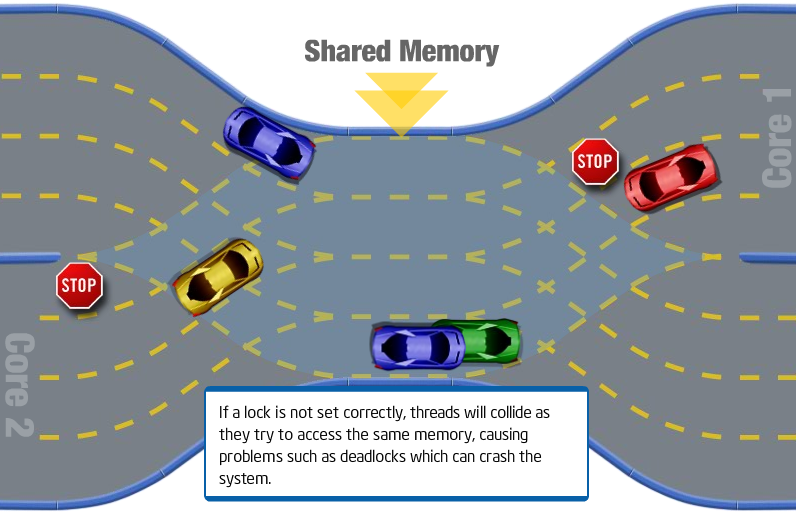 Shared Memory
Core 1
STOP
STOP
Core 2
If a lock is not set correctly, threads will collide as
they try to access the same memory, causing
problems such as deadlocks which can crash the
system.